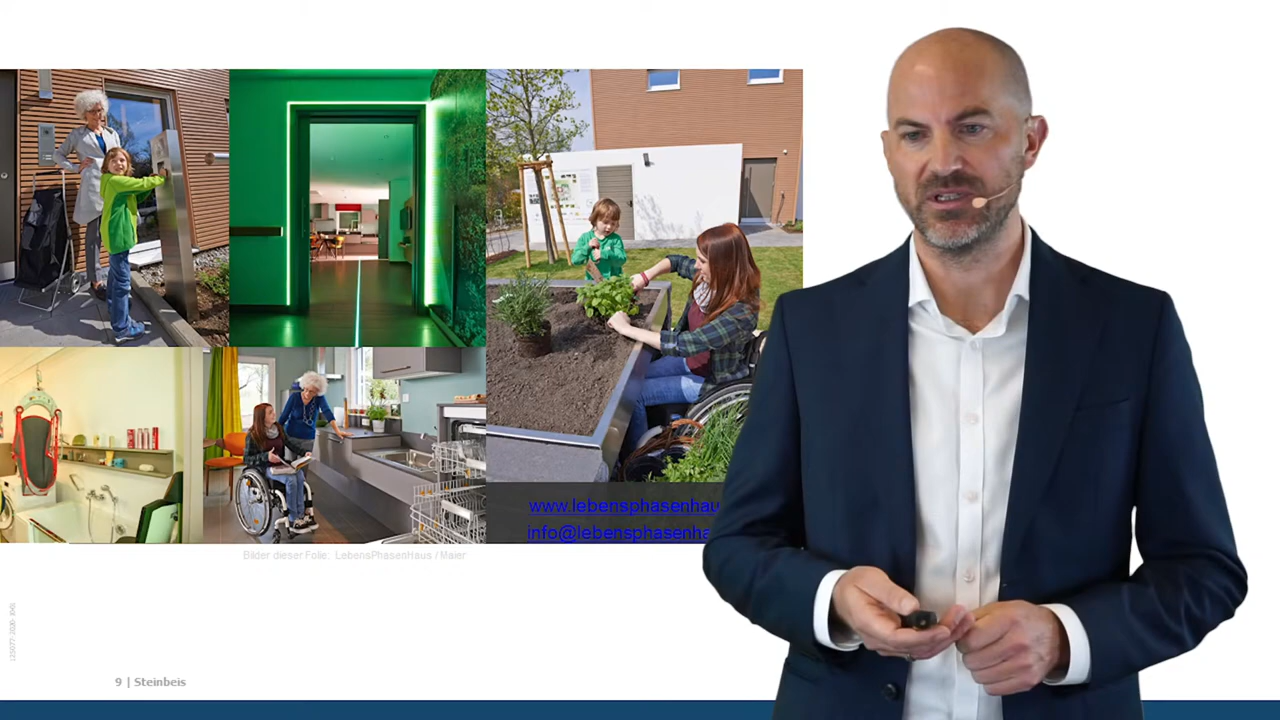 www.lebensphasenhau
info@lebensphasenha
Bilder dieser Folie: LebensPhasenHaus / Maier
9 | Steinbeis